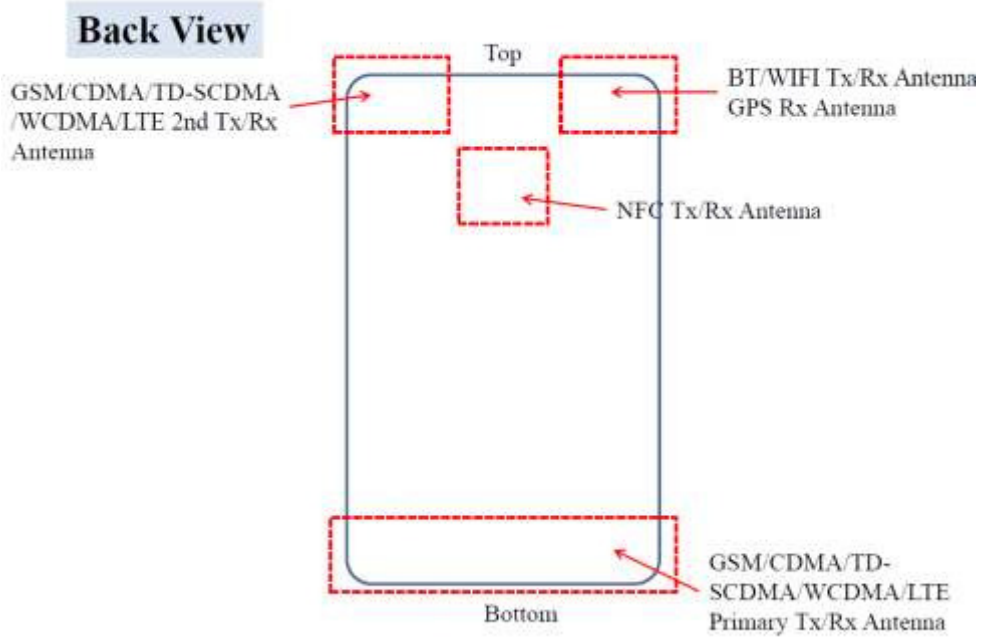 Back View
Top
GSM/CDMA/TD-SCDMA
/WCDMA/LTE 2nd Tx/Rx
Antenna
BT/WIFI Tx/Rx Antenna
GPS Rx Antenna
NFC Tx/Rx Antenna
GSM/CDMA/TD-
SCDMA/WCDMA/LTE
Primary Tx/Rx Antenna
Bottom